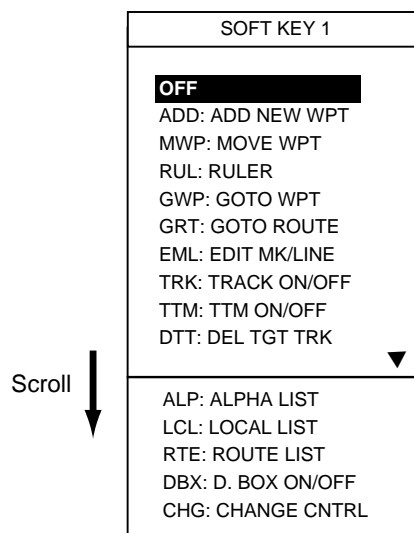 SOFT KEY 1
OFF
ADD: ADD NEW WPT
MWP: MOVE WPT
RUL: RULER
GWP: GOTO WPT
GRT: GOTO ROUTE
EML: EDIT MK/LINE
TRK: TRACK ON/OFF
TTM: TTM ON/OFF
DTT: DEL TGT TRK
Scroll
ALP: ALPHA LIST
LCL: LOCAL LIST
RTE: ROUTE LIST
DBX: D. BOX ON/OFF
CHG: CHANGE CNTRL